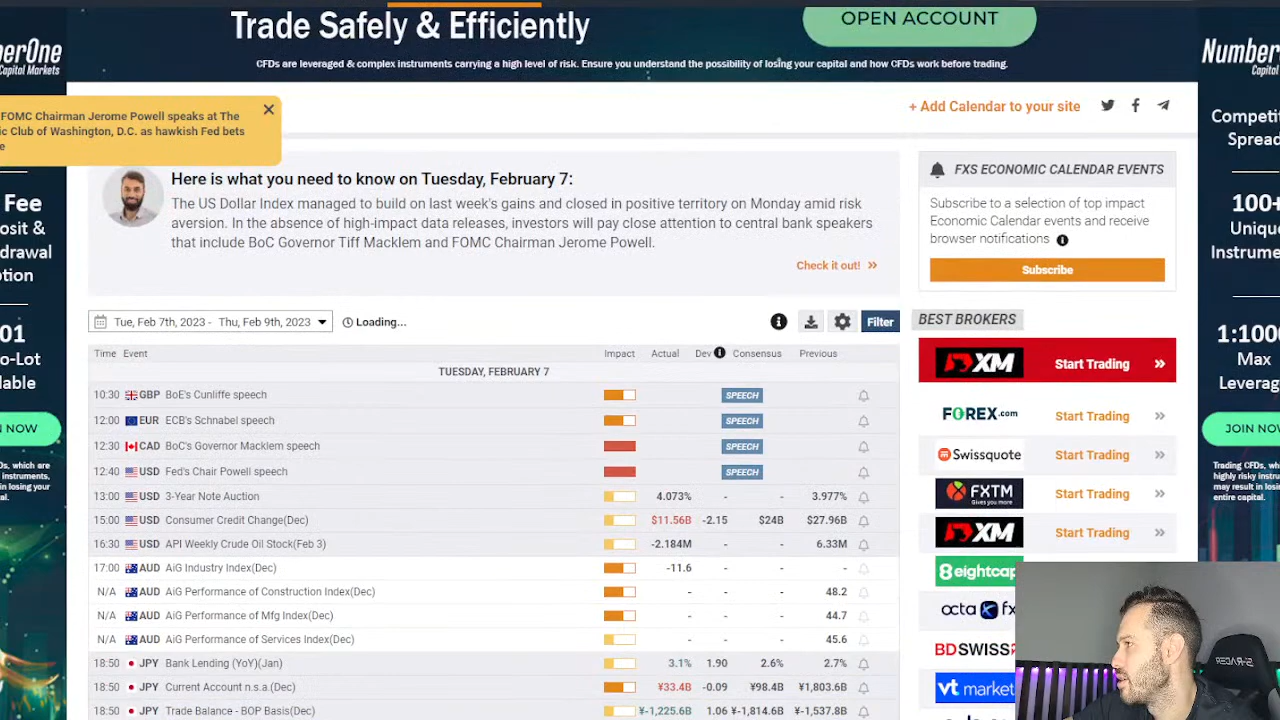 Trade Safely & Efficiently
OPEN ACCOUNT
CFDs are leveraged & complex instruments carrying a high level of risk. Ensure you understand the possibility of losing your capital and how CFDs work before trading.
Capital Markets
NumberOne
Capital
FOMC Chairman Jerome Powell speaks at The
Club of Washington, D.C. as hawkish Fed bets
+ Add Calendar to your site
Here is what you need to know on Tuesday, February 7:
The US Dollar Index managed to build on last week's gains and closed in positive territory on Monday amid risk
aversion. In the absence of high-impact data releases, investors will pay close attention to central bank speakers
that include BoC Governor Tiff Macklem and FOMC Chairman Jerome Powell.
Check it out! »
FXS ECONOMIC CALENDAR EVENTS
Subscribe to a selection of top impact
Economic Calendar events and receive
browser notifications
Subscribe
Fee
100+
1:1000
Max
NOW
JOIN NOW
Tue, Feb 7th, 2023 - Thu, Feb 9th, 2023
Loading...
Filter
BEST BROKERS
Time Event Impact Actual Dev Consensus Previous
TUESDAY, FEBRUARY 7
10:30 GBP BoE's Cunliffe speech SPEECH
12:00 EUR ECB's Schnabel speech SPEECH
12:30 CAD BoC's Governor Macklem speech SPEECH
12:40 USD Fed's Chair Powell speech SPEECH
13:00 USD 3-Year Note Auction 4.073% - - 3.977%
15:00 USD Consumer Credit Change(Dec) $11.56B -2.15 $24B $27.96B
16:30 USD API Weekly Crude Oil Stock(Feb 3) -2.184M - - 6.33M
17:00 AUD AiG Industry Index(Dec) -11.6 - - -
N/A AUD AiG Performance of Construction Index(Dec) - - - 48.2
N/A AUD AiG Performance of Mfg Index(Dec) - - - 44.7
N/A AUD AiG Performance of Services Index(Dec) - - - 45.6
18:50 JPY Bank Lending (YoY)(Jan) 3.1% 1.90 2.6% 2.7%
18:50 JPY Current Account n.s.a.(Dec) ¥33.4B -0.09 ¥98.4B ¥1,803.6B
18:50 JPY Trade Balance - BOP Basis(Dec) ¥-1,225.6B 1.06 ¥-1,814.6B ¥-1,537.8B
XM Start Trading »
FOREX.com Start Trading »
Swissquote Start Trading »
FXTM Gives you more Start Trading »
XM Start Trading »
8eightcap
octa fx
BDSWISS
vt market